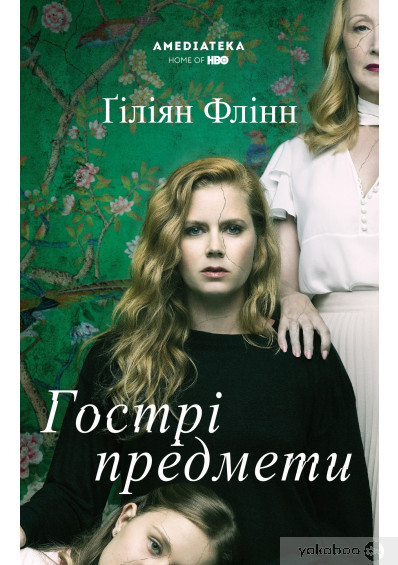 AMEDIATEKA
HOME OF HBO
Ґіліян Флінн
Гострі
предмети
yakaboo